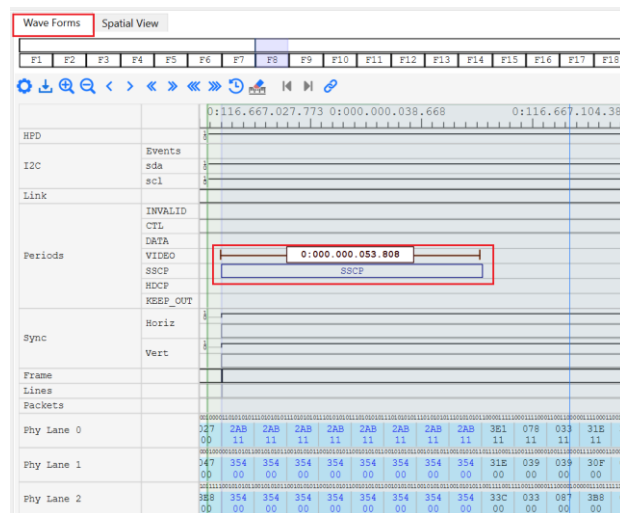 Wave Forms Spatial View
F1 F2 F3 F4 F5 F6 F7 F8 F9 F10 F11 F12 F13 F14 F15 F16 F17 F18
0:116.667.027.773 0:000.000.038.668 0:116.667.104.38
HPD
I2C
Events
sda
scl
Link
Periods
INVALID
CTL
DATA
VIDEO 0:000.000.053.808
SSCP SSCP
HDCP
KEEP_OUT
Sync
Horiz
Vert
Frame
Lines
Packets
Phy Lane 0
027 2AB 2AB 2AB 2AB 2AB 2AB 2AB 2AB 3E1 078 033 31E
00 11 11 11 11 11 11 11 11 11 11 11 11
Phy Lane 1
047 354 354 354 354 354 354 354 354 31E 039 039 30F
00 00 00 00 00 00 00 00 00 00 00 00 00
Phy Lane 2
3E8 354 354 354 354 354 354 354 354 33C 033 087 3B8
00 00 00 00 00 00 00 00 00 00 00 00 00